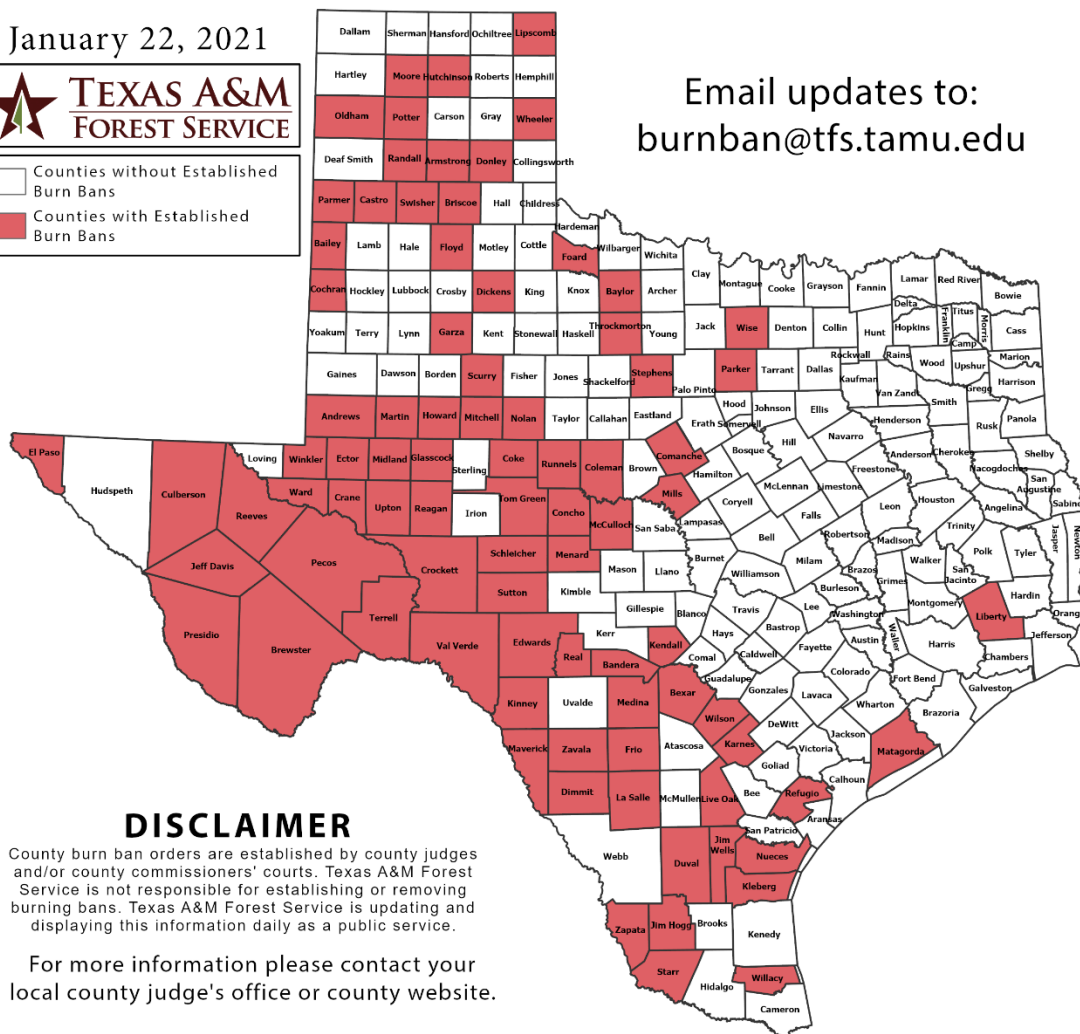 January 22, 2021
TEXAS A&M
FOREST SERVICE
Counties without Established
Burn Bans
Counties with Established
Burn Bans
Email updates to:
burnban@tfs.tamu.edu
Dallam Sherman Hansford Ochiltree Lipscomb
Hartley Moore Hutchinson Roberts Hemphill
Oldham Potter Carson Gray Wheeler
Deaf Smith Randall Armstrong Donley Collingsworth
Parmer Castro Swisher Briscoe Hall Childress
Hardeman
Bailey Lamb Hale Floyd Motley Cottle Foard Wilbarger Wichita
Clay Montague Cooke Grayson Fannin Lamar Red River Bowie
Cochran Hockley Lubbock Crosby Dickens King Knox Baylor Archer
Delta Franklin Titus Morris Cass
Yoakum Terry Lynn Garza Kent Stonewall Haskell Throckmorton Young Jack Wise Denton Collin Hunt Hopkins
Camp Marion
Rockwall Rains Wood Upshur
Gaines Dawson Borden Scurry Fisher Jones Shackelford Stephens Palo Pinto Parker Tarrant Dallas Kaufman Van Zandt Gregg Harrison
Andrews Martin Howard Mitchell Nolan Taylor Callahan Eastland Erath Hood Somervell Johnson Ellis Henderson Smith Rusk Panola
El Paso Hudspeth Culberson Loving Winkler Ector Midland Glasscock Sterling Coke Runnels Coleman Brown Comanche Hamilton Bosque Hill Navarro Freestone Anderson Cherokee Nacogdoches Shelby San Augustine Sabine
Reeves Ward Crane Upton Reagan Irion Tom Green Concho McCulloch San Saba Mills Lampasas Coryell McLennan Limestone Falls Leon Houston Angelina Trinity
Jeff Davis Pecos Crockett Schleicher Menard Mason Llano Burnet Bell Milam Robertson Brazos Madison Grimes Walker San Jacinto Polk Tyler Jasper Newton
Presidio Brewster Terrell Val Verde Sutton Kimble Gillespie Blanco Williamson Travis Burleson Lee Washington Montgomery Liberty Hardin Orang
Edwards Real Kerr Bandera Kendall Comal Hays Caldwell Bastrop Fayette Austin Waller Harris Chambers Jefferson
Kinney Uvalde Medina Bexar Guadalupe Gonzales Lavaca Colorado Fort Bend Galveston
Maverick Zavala Frio Atascosa Wilson Karnes DeWitt Victoria Jackson Wharton Matagorda Brazoria
Dimmit La Salle McMullen Live Oak Bee Goliad Refugio Calhoun Aransas
Webb Duval Jim Wells San Patricio Nueces Kleberg
Zapata Jim Hogg Brooks Kenedy
Starr Hidalgo Willacy Cameron
DISCLAIMER
County burn ban orders are established by county judges
and/or county commissioners' courts. Texas A&M Forest
Service is not responsible for establishing or removing
burning bans. Texas A&M Forest Service is updating and
displaying this information daily as a public service.
For more information please contact your
local county judge's office or county website.